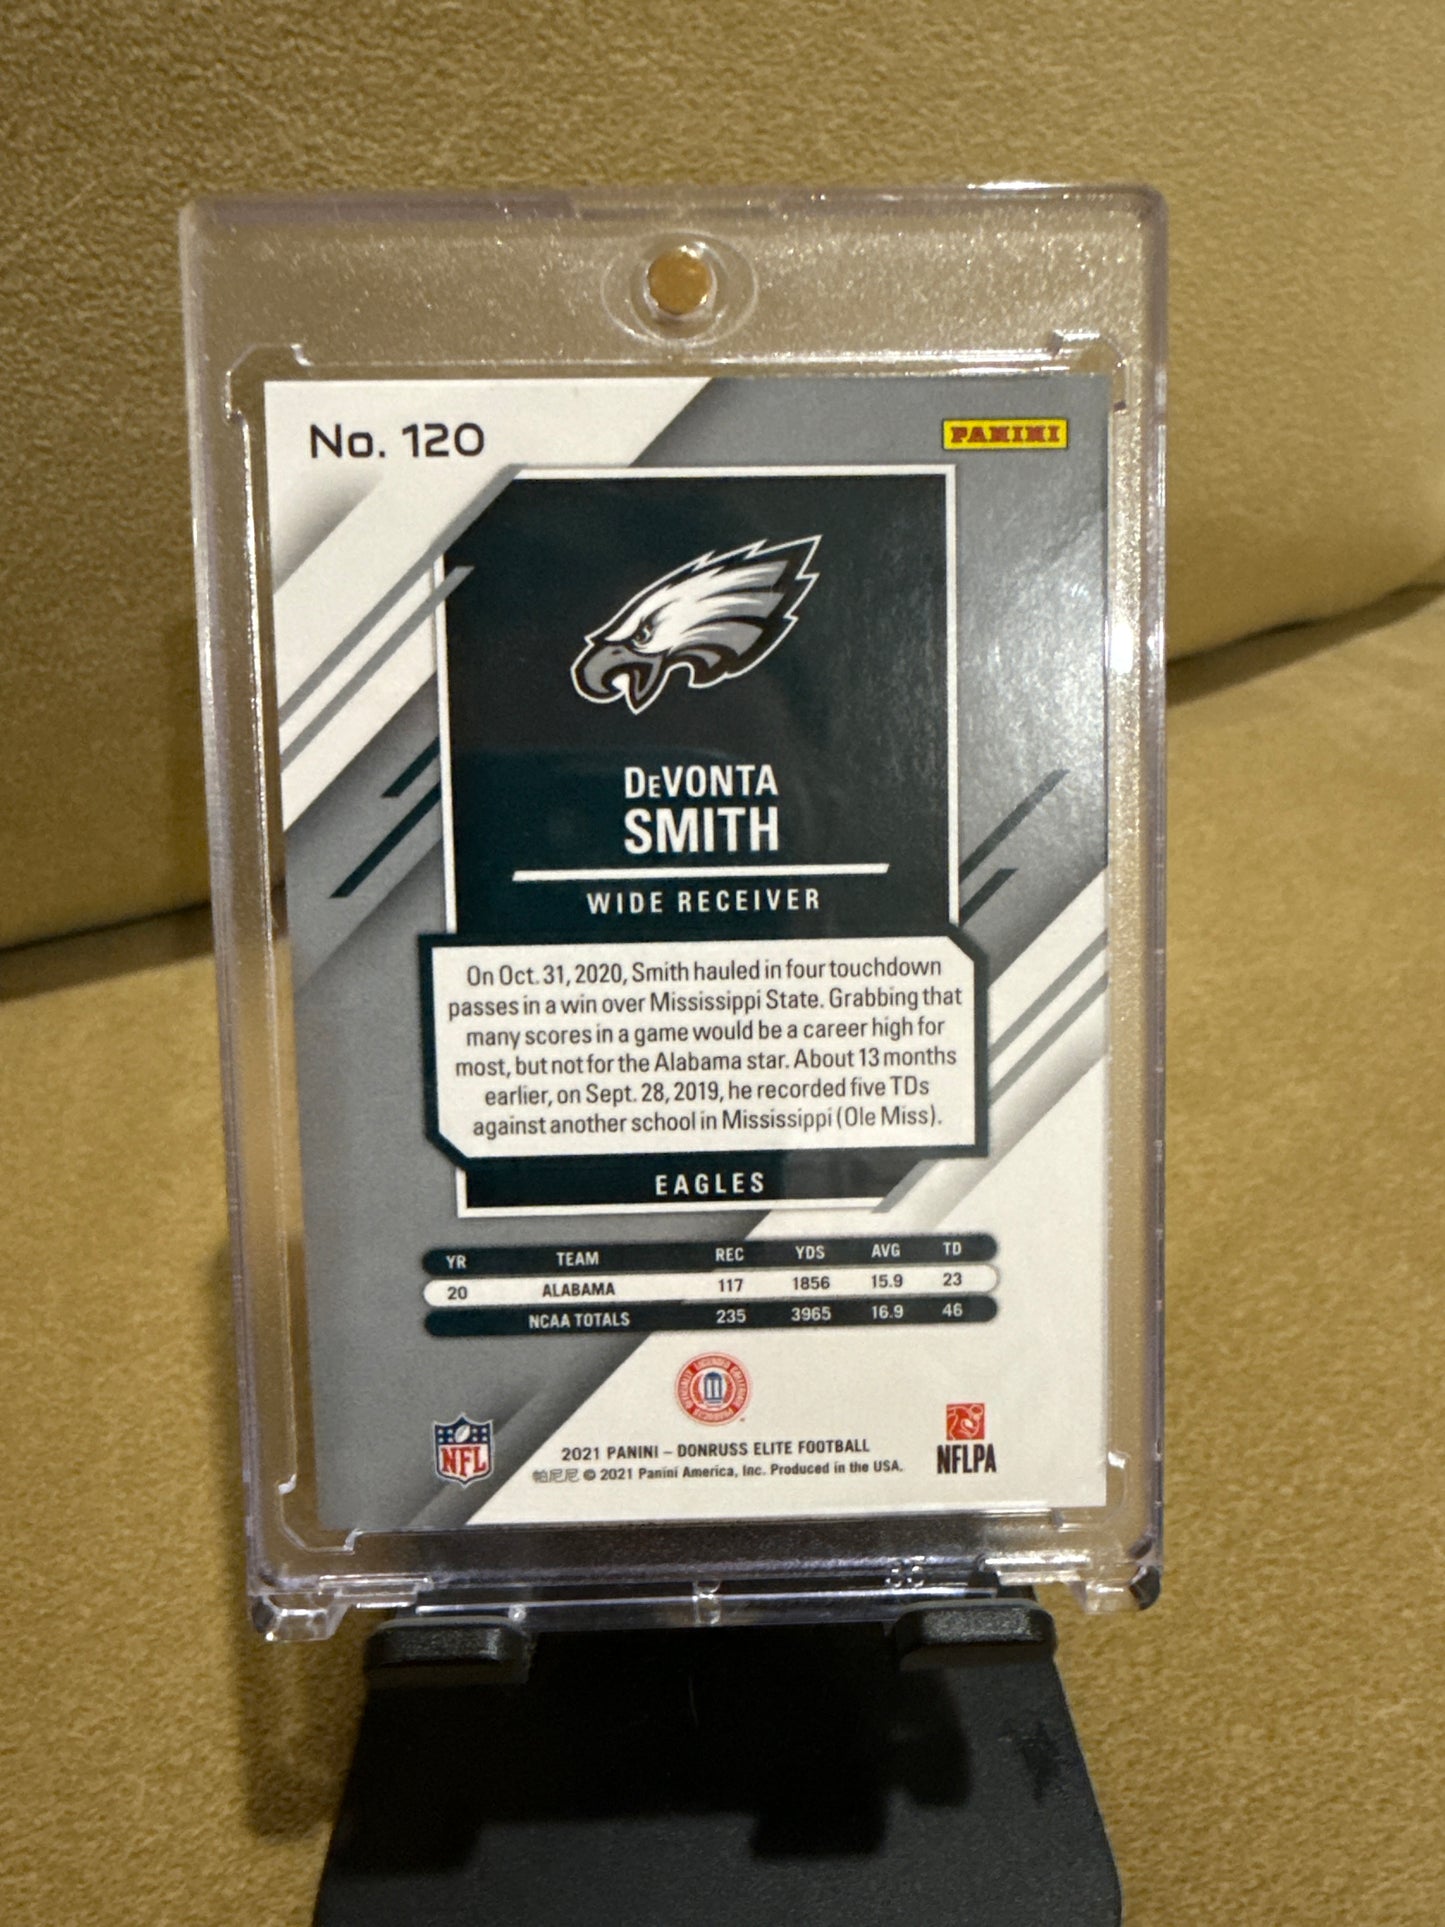 No. 120
PANINI
DeVONTA
SMITH
WIDE RECEIVER
On Oct. 31, 2020, Smith hauled in four touchdown
passes in a win over Mississippi State. Grabbing that
many scores in a game would be a career high for
most, but not for the Alabama star. About 13 months
earlier, on Sept. 28, 2019, he recorded five TDs
against another school in Mississippi (Ole Miss).
EAGLES
YR TEAM REC YDS AVG TD
20 ALABAMA 117 1856 15.9 23
NCAA TOTALS 235 3965 16.9 46
OFFICIALLY LICENSED COLLEGIATE PRODUCTS
NFL
2021 PANINI – DONRUSS ELITE FOOTBALL
帕尼尼 © 2021 Panini America, Inc. Produced in the USA.
NFLPA
35